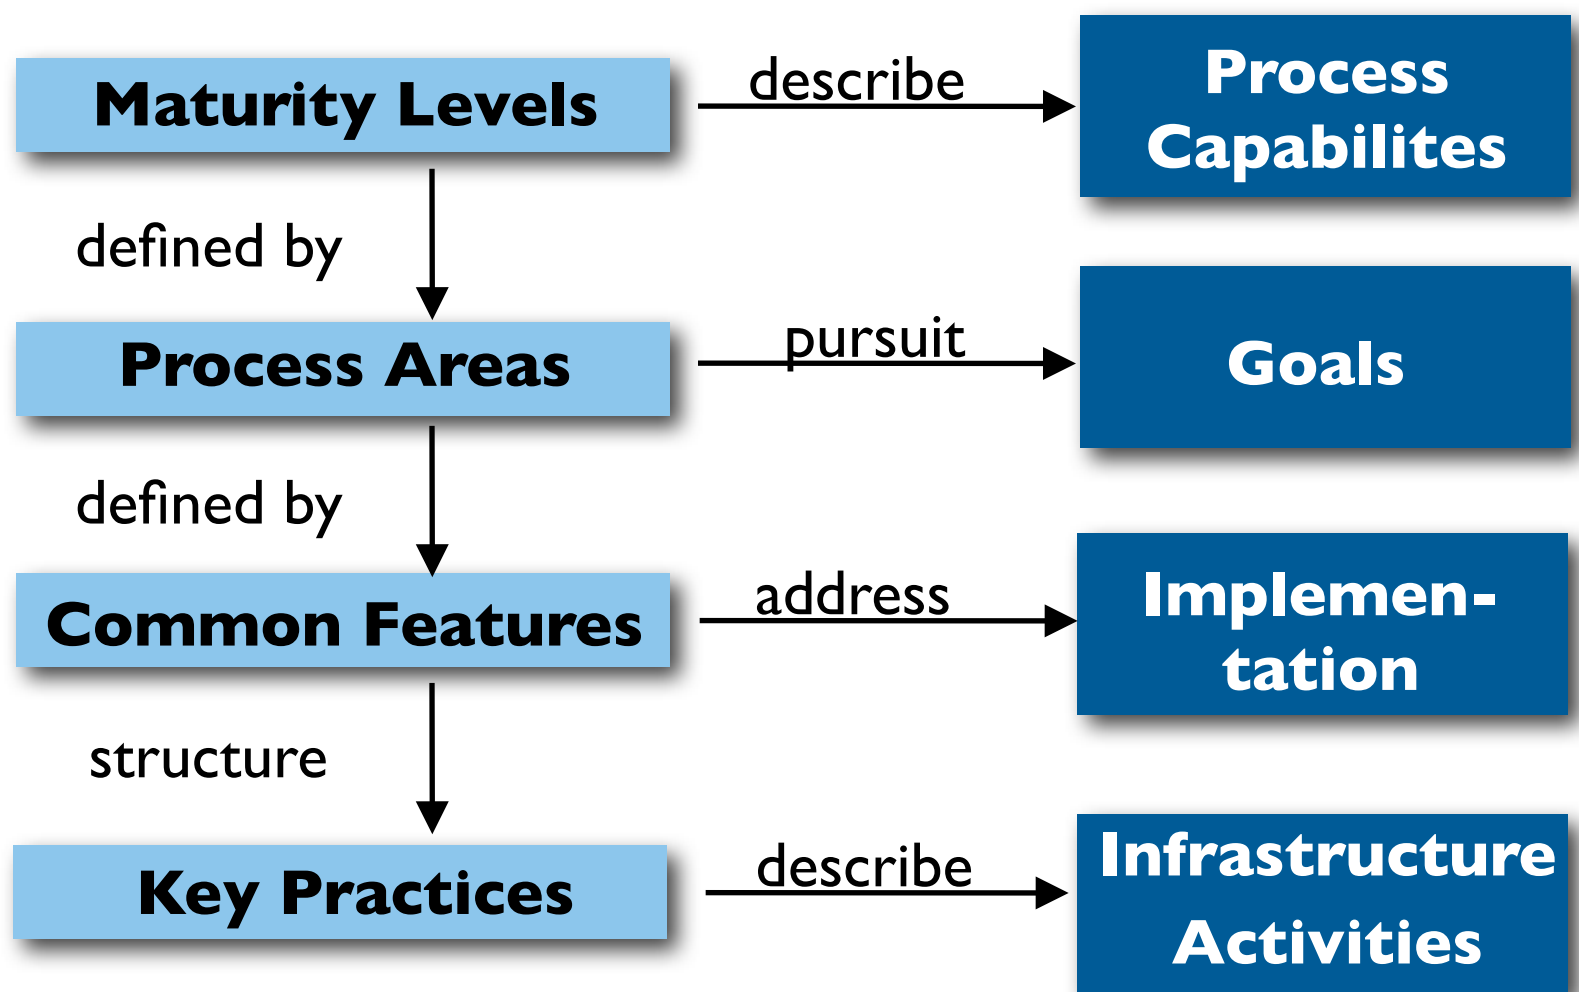 Maturity Levels
describe
Process
Capabilites
defined by
Process Areas
pursuit
Goals
defined by
Common Features
address
Implemen-
tation
structure
Key Practices
describe
Infrastructure
Activities